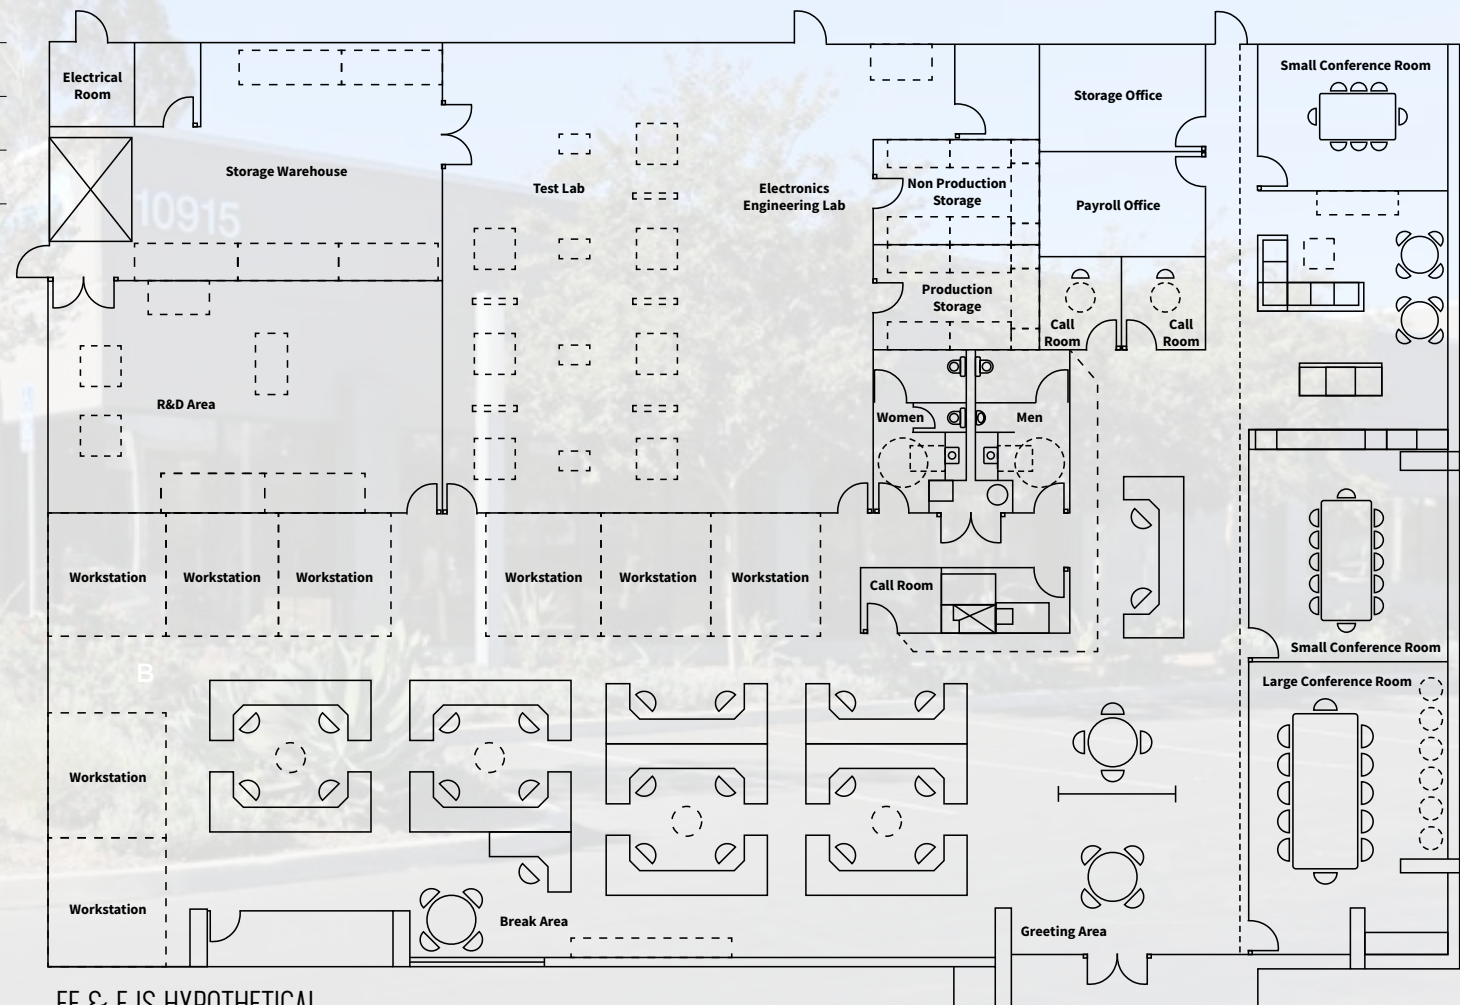 Electrical
Room
Small Conference Room
Storage Office
Storage Warehouse
Test Lab
Electronics
Engineering Lab
Non Production
Storage
Payroll Office
10915
Production
Storage
Call
Room
Call
Room
R&D Area
Women
Men
Workstation
Workstation
Workstation
Workstation
Workstation
Workstation
Call Room
Small Conference Room
B
Large Conference Room
Workstation
Workstation
Break Area
Greeting Area
FF & E IS HYPOTHETICAL